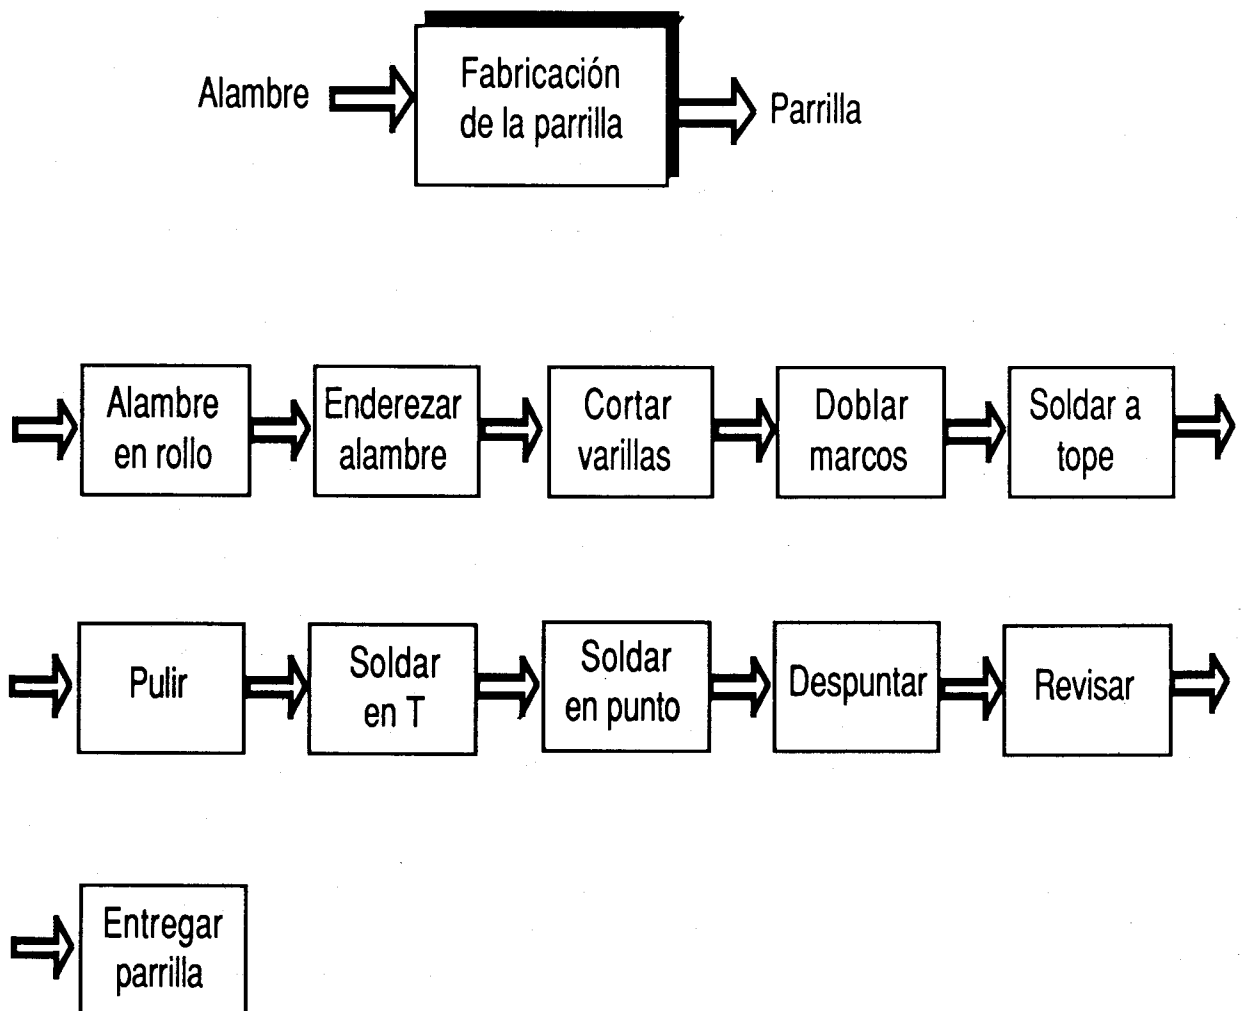 Alambre
Fabricación
de la parrilla
Parrilla
Alambre
en rollo
Enderezar
alambre
Cortar
varillas
Doblar
marcos
Soldar a
tope
Pulir
Soldar
en T
Soldar
en punto
Despuntar
Revisar
Entregar
parrilla